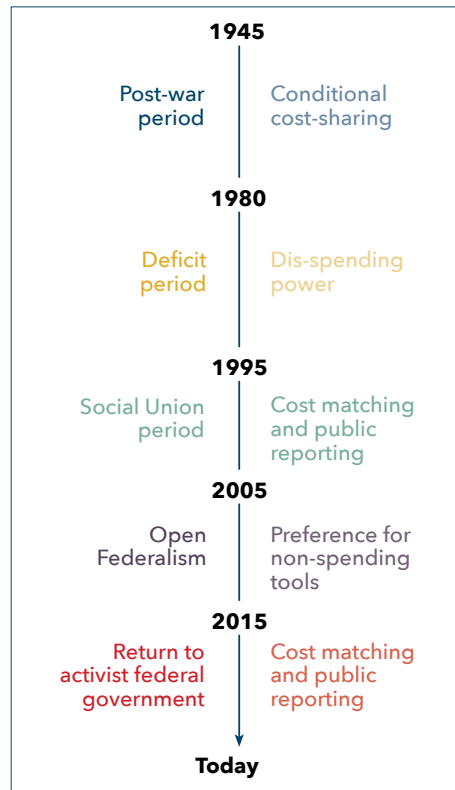 1945
Post-war
period
Conditional
cost-sharing
1980
Deficit
period
Dis-spending
power
1995
Social Union
period
Cost matching
and public
reporting
2005
Open
Federalism
Preference for
non-spending
tools
2015
Return to
activist federal
government
Cost matching
and public
reporting
Today